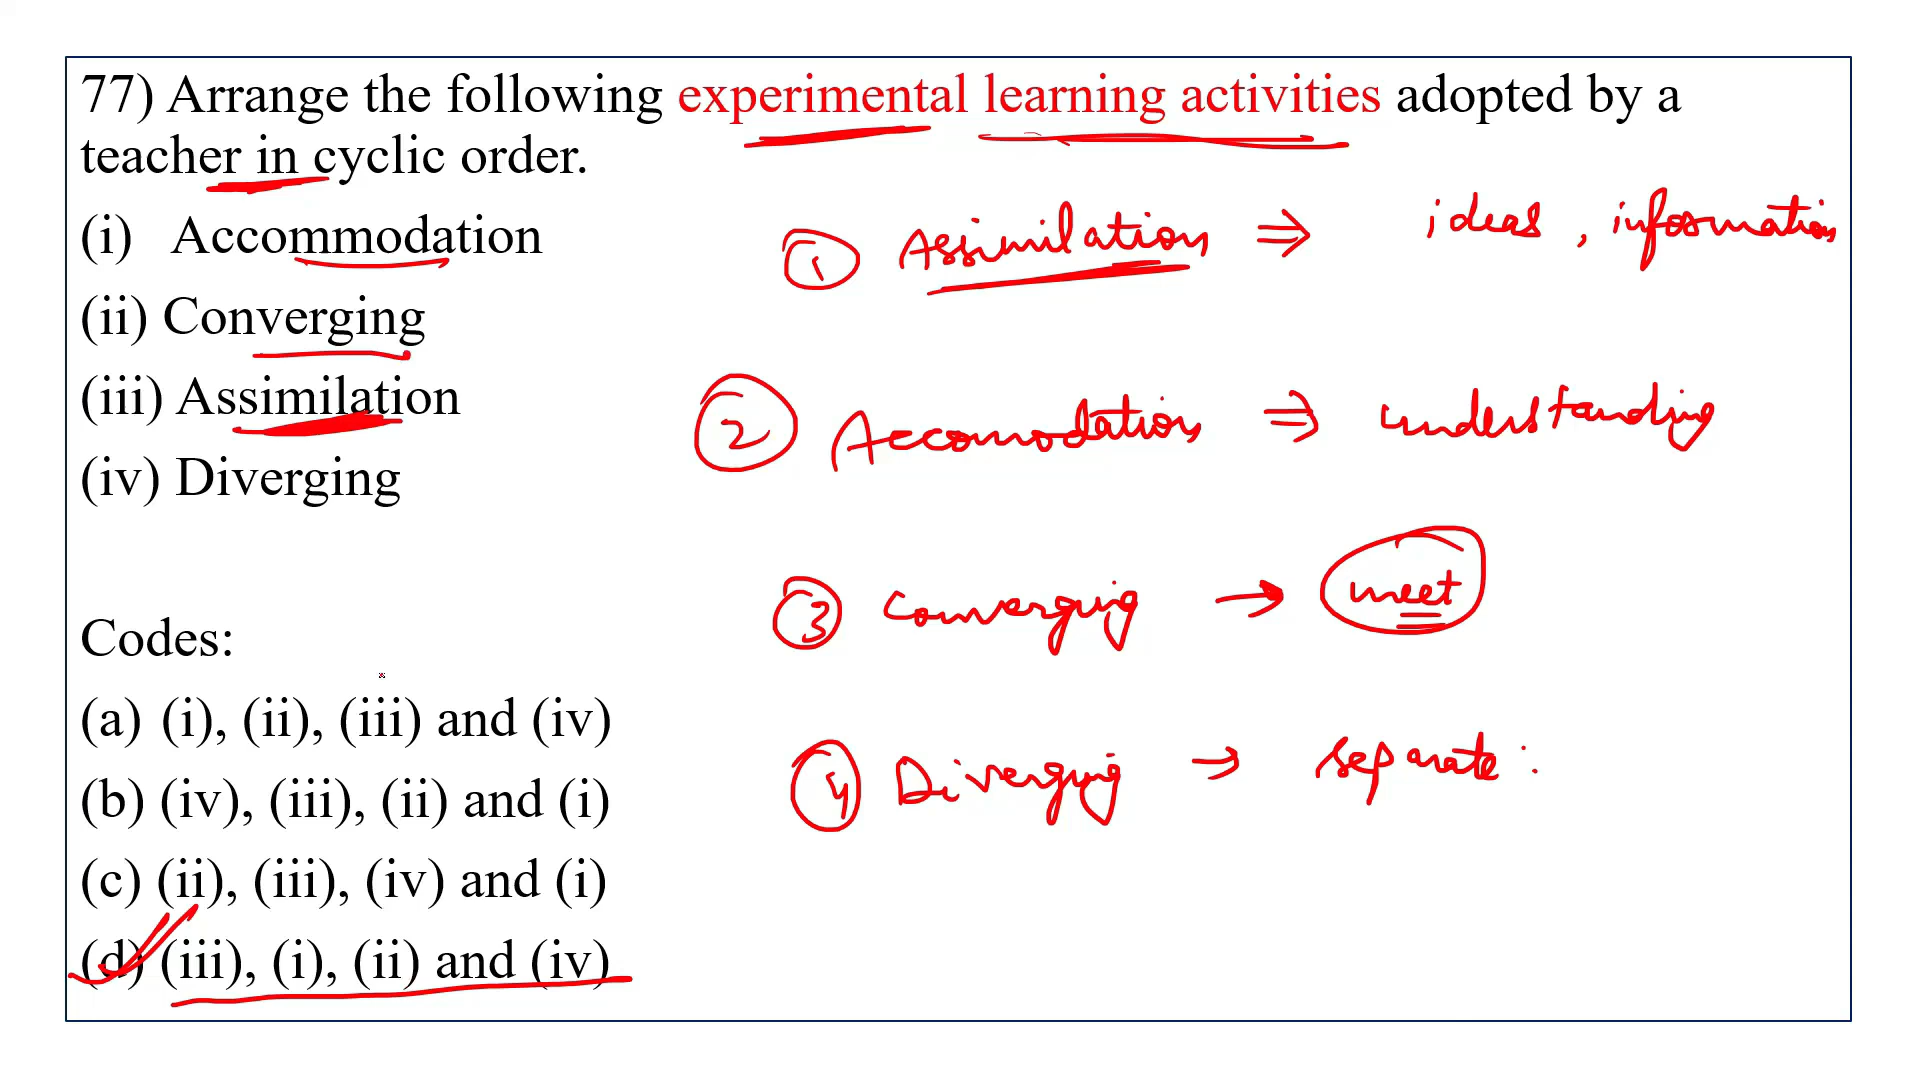 77) Arrange the following experimental learning activities adopted by a
teacher in cyclic order.
(i) Accommodation
(ii) Converging
(iii) Assimilation
(iv) Diverging
Codes:
(a) (i), (ii), (iii) and (iv)
(b) (iv), (iii), (ii) and (i)
(c) (ii), (iii), (iv) and (i)
(d) (iii), (i), (ii) and (iv)
1 Assimilation ⇒ ideas, information
2 Accomodation ⇒ understanding
3 Converging → meet
4 Diverging → separate :